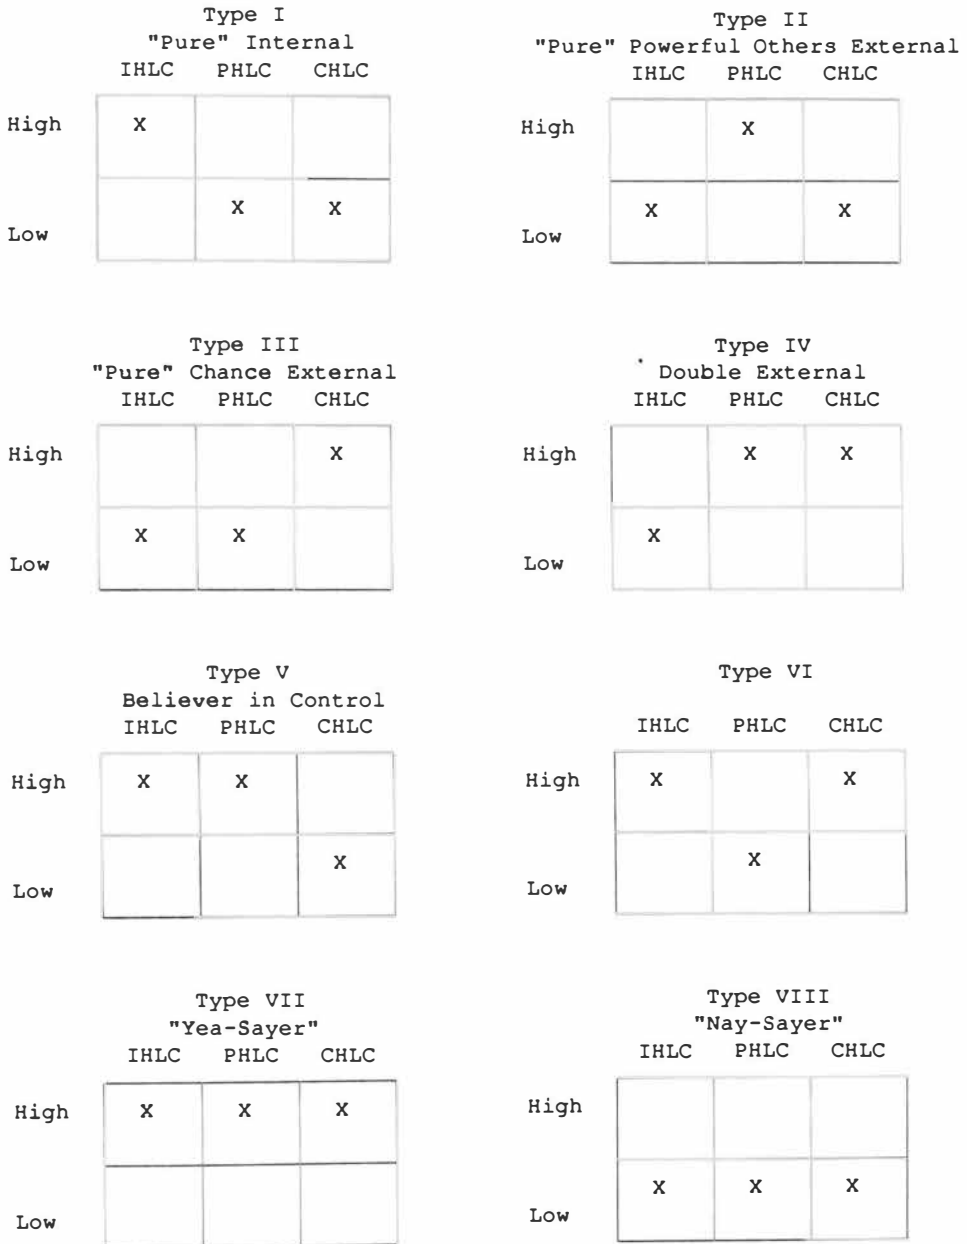 Type I
"Pure" Internal
IHLC PHLC CHLC
High X
X X
Low
Type II
"Pure" Powerful Others External
IHLC PHLC CHLC
High X
X X
Low
Type III
"Pure" Chance External
IHLC PHLC CHLC
High X
X X
Low
Type IV
Double External
IHLC PHLC CHLC
High X X
X
Low
Type V
Believer in Control
IHLC PHLC CHLC
High X X
X
Low
Type VI
IHLC PHLC CHLC
High X X
X
Low
Type VII
"Yea-Sayer"
IHLC PHLC CHLC
High X X X
Low
Type VIII
"Nay-Sayer"
IHLC PHLC CHLC
High
X X X
Low